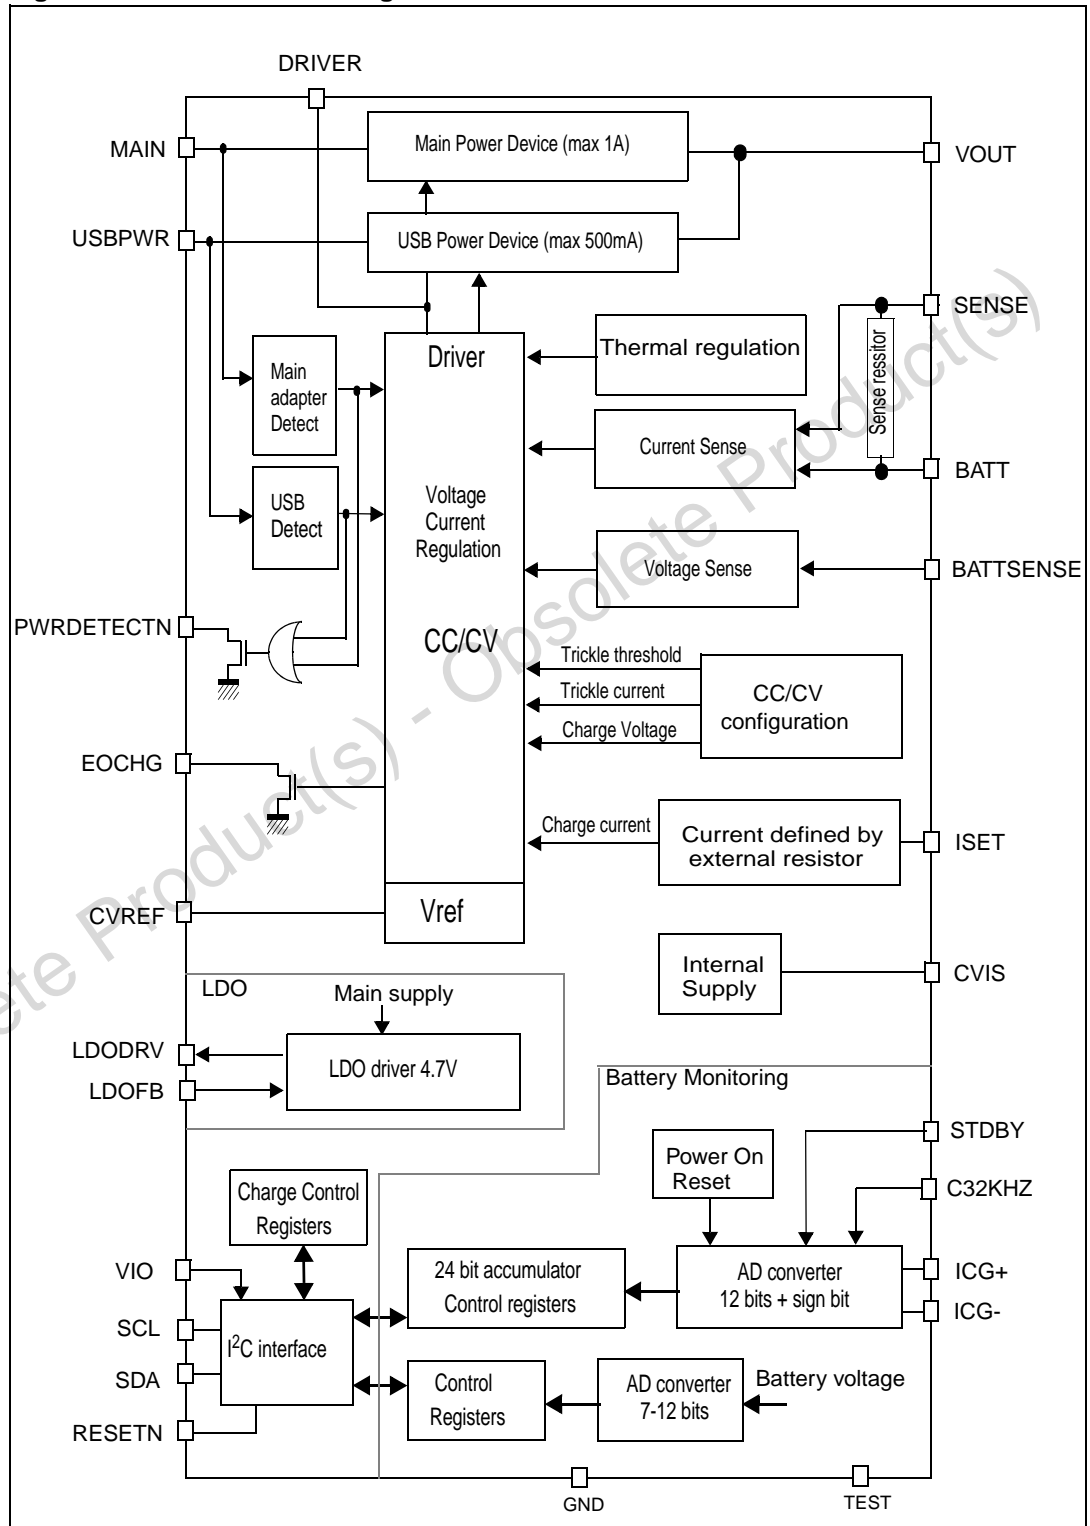 DRIVER
MAIN
Main Power Device (max 1A)
VOUT
USBPWR
USB Power Device (max 500mA)
SENSE
Driver
Thermal regulation
Sense ressitor
Main
adapter
Detect
Current Sense
BATT
USB
Detect
Voltage
Current
Regulation
Voltage Sense
BATTSENSE
PWRDETECTN
CC/CV
Trickle threshold
Trickle current
Charge Voltage
CC/CV
configuration
EOCHG
Charge current
Current defined by
external resistor
ISET
CVREF
Vref
Internal
Supply
CVIS
LDO
Main supply
LDODRV
LDOFB
LDO driver 4.7V
Battery Monitoring
STDBY
Power On
Reset
C32KHZ
Charge Control
Registers
VIO
24 bit accumulator
Control registers
AD converter
12 bits + sign bit
ICG+
ICG-
SCL
I²C interface
SDA
Control
Registers
AD converter
7-12 bits
Battery voltage
RESETN
GND
TEST
ete Product(s) - Obsolete Product(s)